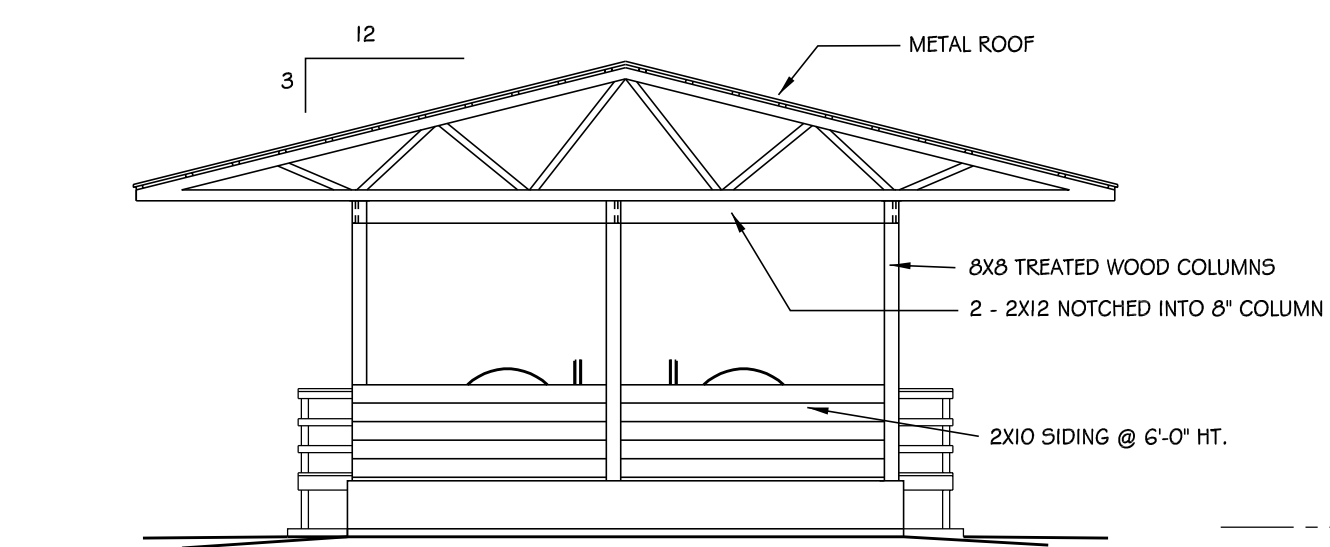 12
METAL ROOF
3
8X8 TREATED WOOD COLUMNS
2 - 2X12 NOTCHED INTO 8" COLUMN
2X10 SIDING @ 6'-0" HT.